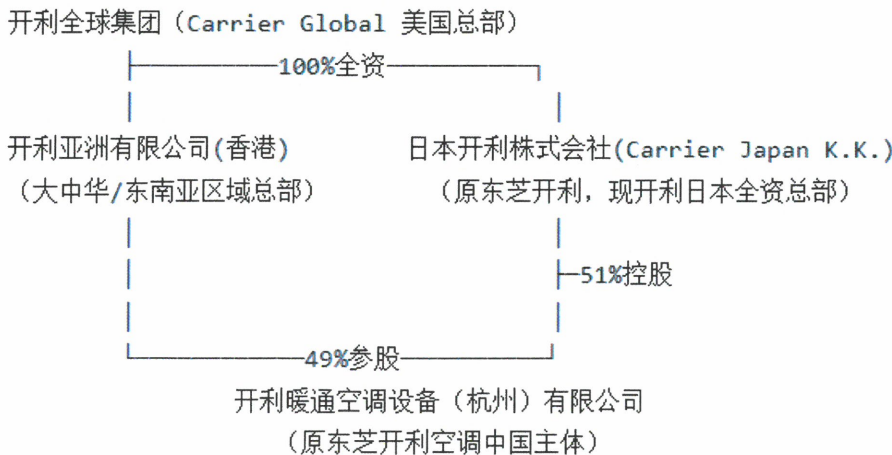 开利全球集团（Carrier Global 美国总部）
100%全资
开利亚洲有限公司(香港) 日本开利株式会社(Carrier Japan K.K.)
（大中华/东南亚区域总部） （原东芝开利，现开利日本全资总部）
51%控股
49%参股
开利暖通空调设备（杭州）有限公司
（原东芝开利空调中国主体）